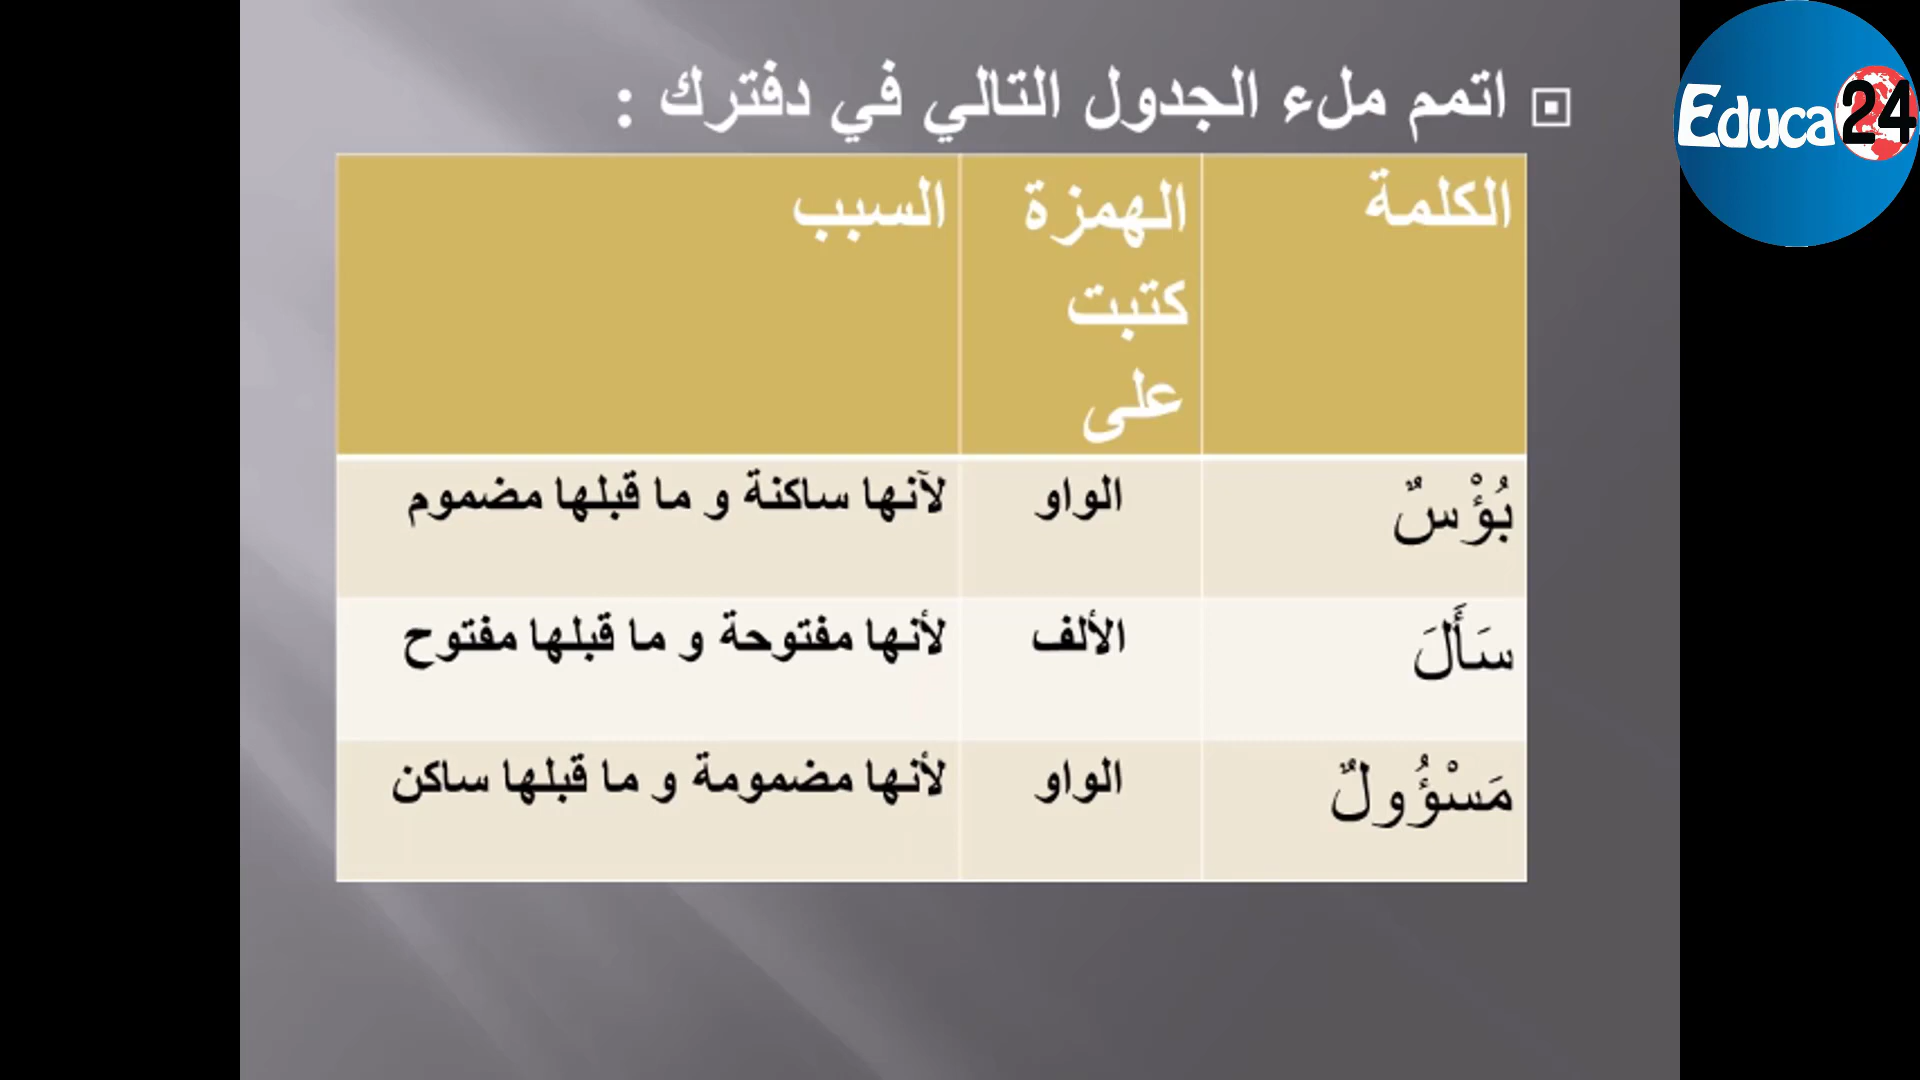 اتمم ملء الجدول التالي في دفترك :
Educa24
الكلمة
الهمزة
كتبت
على
السبب
بُؤْسٌ
الواو
لآنها ساكنة و ما قبلها مضموم
سَأَلَ
الألف
لأنها مفتوحة و ما قبلها مفتوح
مَسْؤُولٌ
الواو
لأنها مضمومة و ما قبلها ساكن